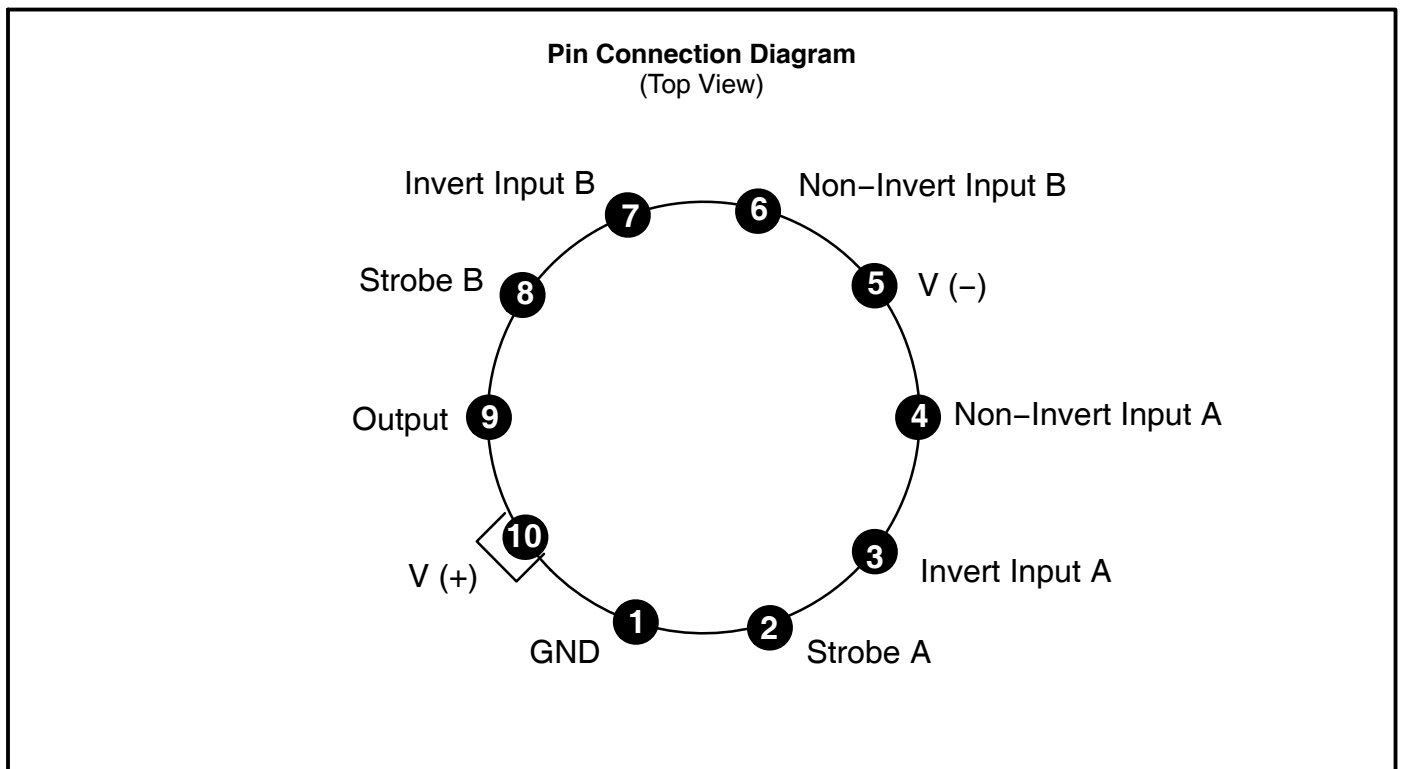 Pin Connection Diagram
(Top View)
Invert Input B
Non−Invert Input B
7
6
Strobe B
8
5
V (−)
Output
9
4
Non−Invert Input A
10
V (+)
3
Invert Input A
1
GND
2
Strobe A